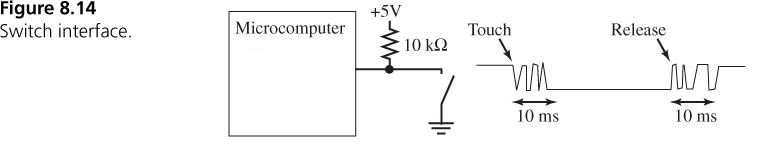 Figure 8.14
Switch interface.
Microcomputer
+5V
10 kΩ
Touch
Release
10 ms
10 ms